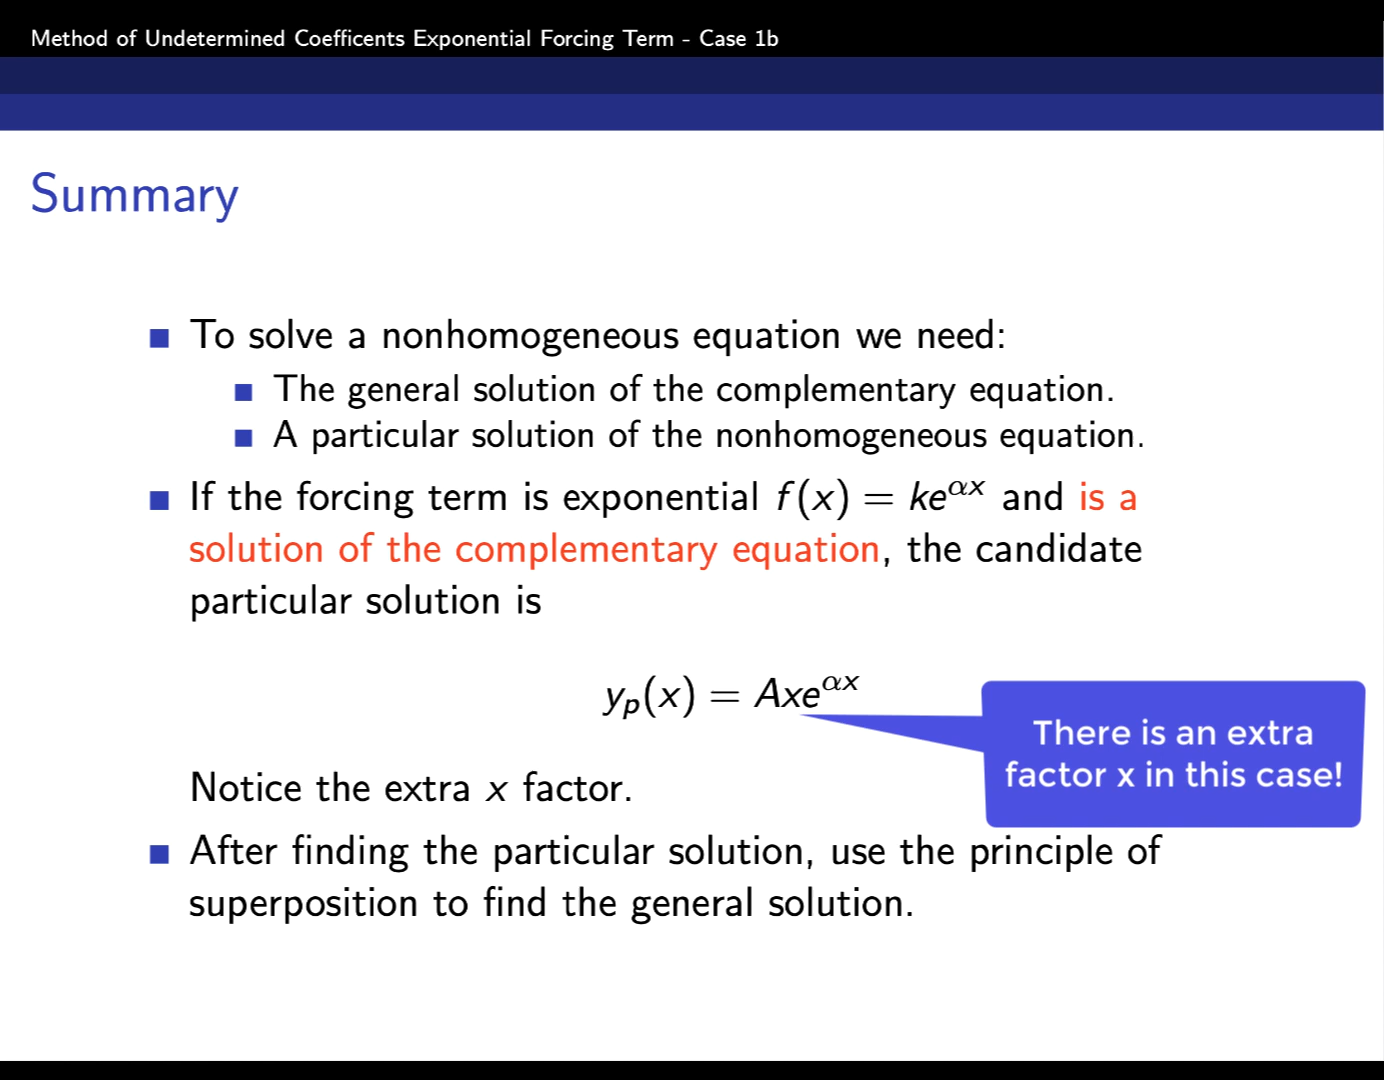 Method of Undetermined Coefficents Exponential Forcing Term - Case 1b
Summary
To solve a nonhomogeneous equation we need:
The general solution of the complementary equation.
A particular solution of the nonhomogeneous equation.
If the forcing term is exponential f(x) = ke^{αx} and is a
solution of the complementary equation, the candidate
particular solution is
y_p(x) = Axe^{αx}
There is an extra
factor x in this case!
Notice the extra x factor.
After finding the particular solution, use the principle of
superposition to find the general solution.